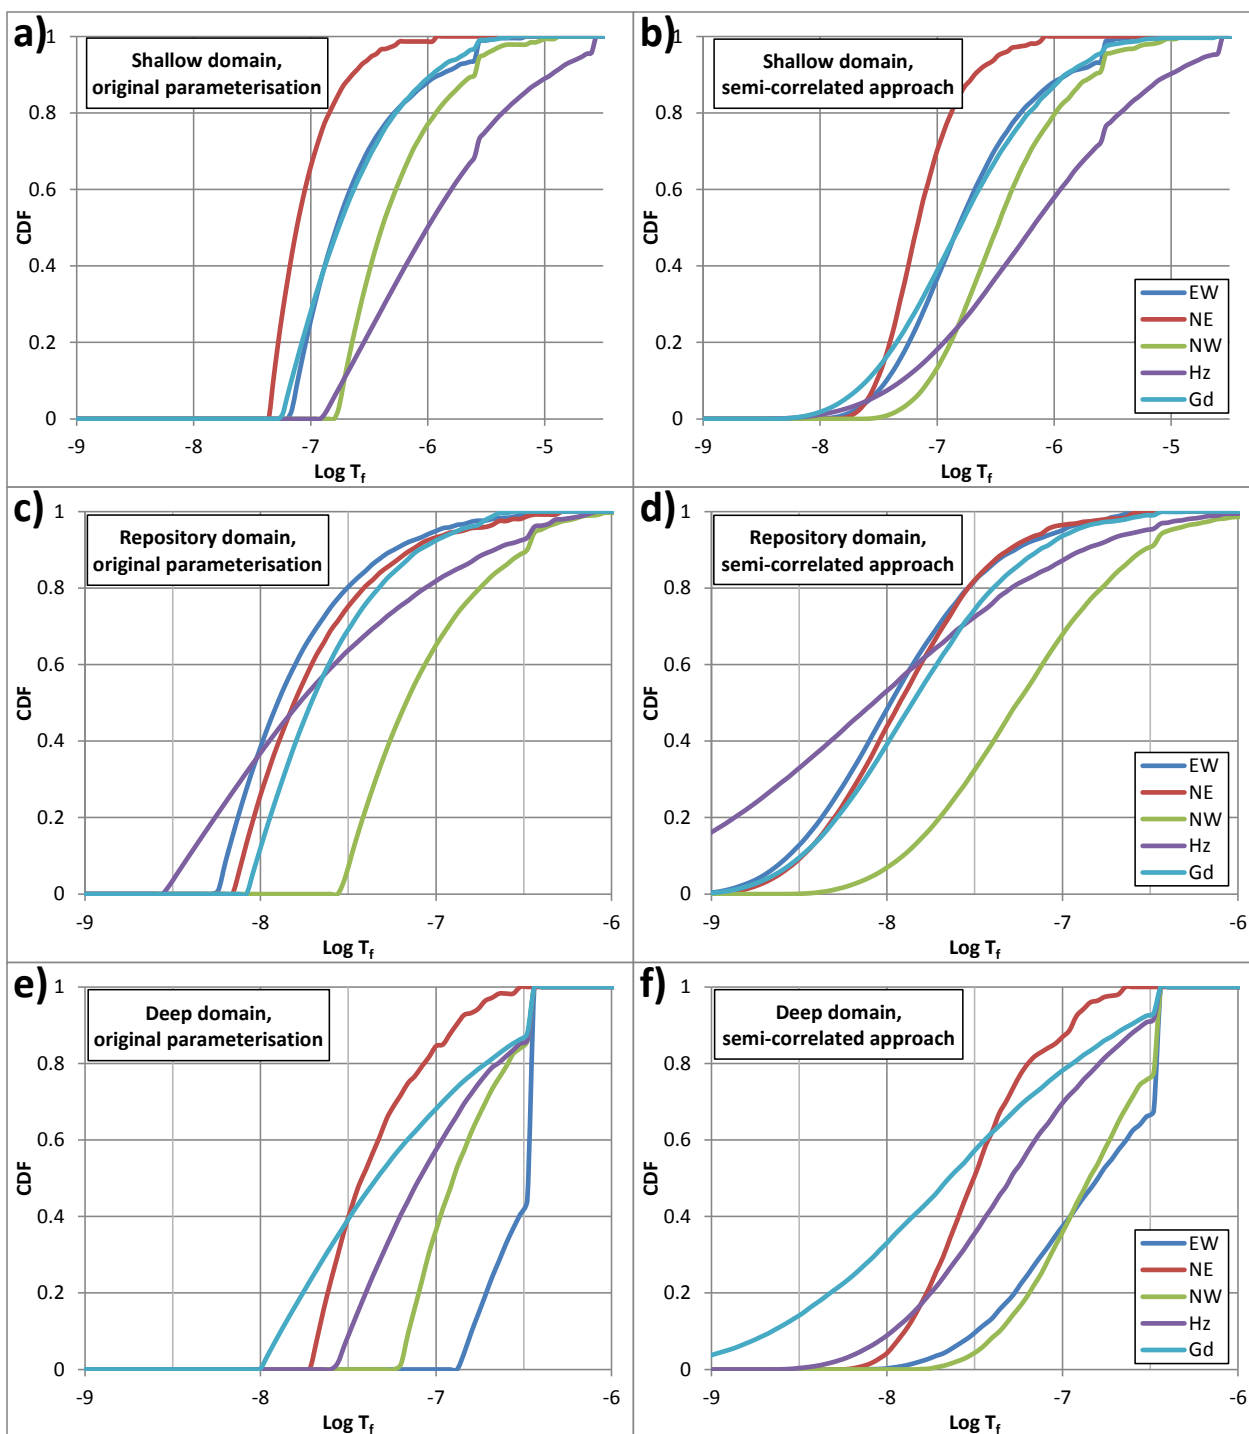 a)
Shallow domain,
original parameterisation
1
0.8
0.6
0.4
0.2
0
CDF
-9
-8
-7
-6
-5
Log Tf
b)
Shallow domain,
semi-correlated approach
1
0.8
0.6
0.4
0.2
0
CDF
-9
-8
-7
-6
-5
Log Tf
EW
NE
NW
Hz
Gd
c)
Repository domain,
original parameterisation
1
0.8
0.6
0.4
0.2
0
CDF
-9
-8
-7
-6
Log Tf
d)
Repository domain,
semi-correlated approach
1
0.8
0.6
0.4
0.2
0
CDF
-9
-8
-7
-6
Log Tf
EW
NE
NW
Hz
Gd
e)
Deep domain,
original parameterisation
1
0.8
0.6
0.4
0.2
0
CDF
-9
-8
-7
-6
Log Tf
f)
Deep domain,
semi-correlated approach
1
0.8
0.6
0.4
0.2
0
CDF
-9
-8
-7
-6
Log Tf
EW
NE
NW
Hz
Gd